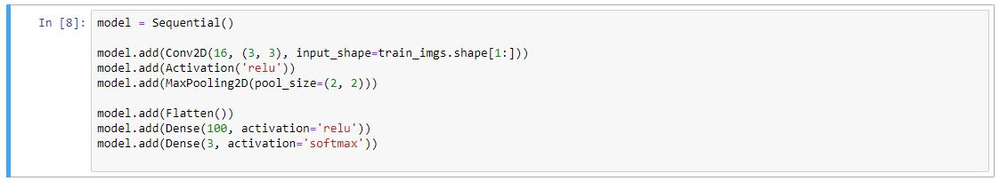 In [8]: model = Sequential()
model.add(Conv2D(16, (3, 3), input_shape=train_imgs.shape[1:]))
model.add(Activation('relu'))
model.add(MaxPooling2D(pool_size=(2, 2)))
model.add(Flatten())
model.add(Dense(100, activation='relu'))
model.add(Dense(3, activation='softmax'))